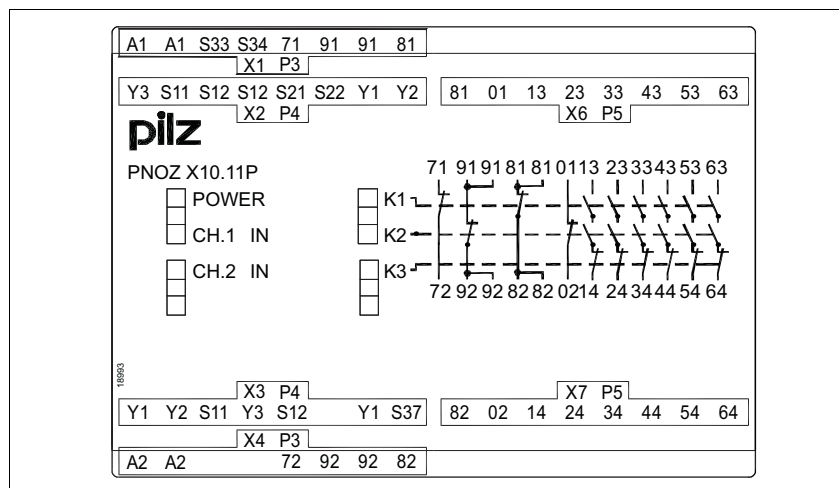 A1 A1 S33 S34 71 91 91 81
X1 P3
Y3 S11 S12 S12 S21 S22 Y1 Y2
X2 P4
81 01 13 23 33 43 53 63
X6 P5
pilz
PNOZ X10.11P
POWER
CH.1 IN
CH.2 IN
K1
K2
K3
71 91 91 81 81 01 13 23 33 43 53 63
72 92 92 82 82 02 14 24 34 44 54 64
18993
X3 P4
Y1 Y2 S11 Y3 S12 Y1 S37
X4 P3
A2 A2 72 92 92 82
X7 P5
82 02 14 24 34 44 54 64